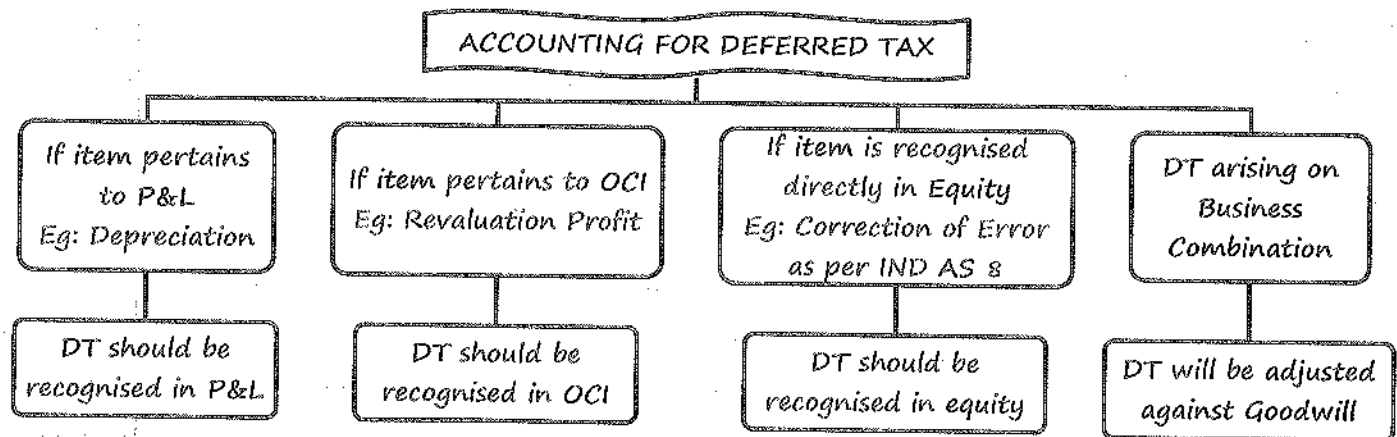 ACCOUNTING FOR DEFERRED TAX
If item pertains
to P&L
Eg: Depreciation
If item pertains to OCI
Eg: Revaluation Profit
If item is recognised
directly in Equity
Eg: Correction of Error
as per IND AS 8
DT arising on
Business
Combination
DT should be
recognised in P&L
DT should be
recognised in OCI
DT should be
recognised in equity
DT will be adjusted
against Goodwill